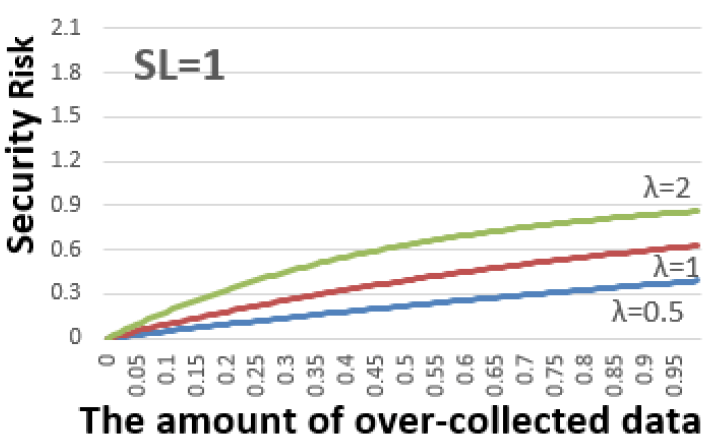 2.1
1.8
1.5
1.2
0.9
0.6
0.3
0
Security Risk
SL=1
λ=2
λ=1
λ=0.5
0 0.05 0.1 0.15 0.2 0.25 0.3 0.35 0.4 0.45 0.5 0.55 0.6 0.65 0.7 0.75 0.8 0.85 0.9 0.95
The amount of over-collected data